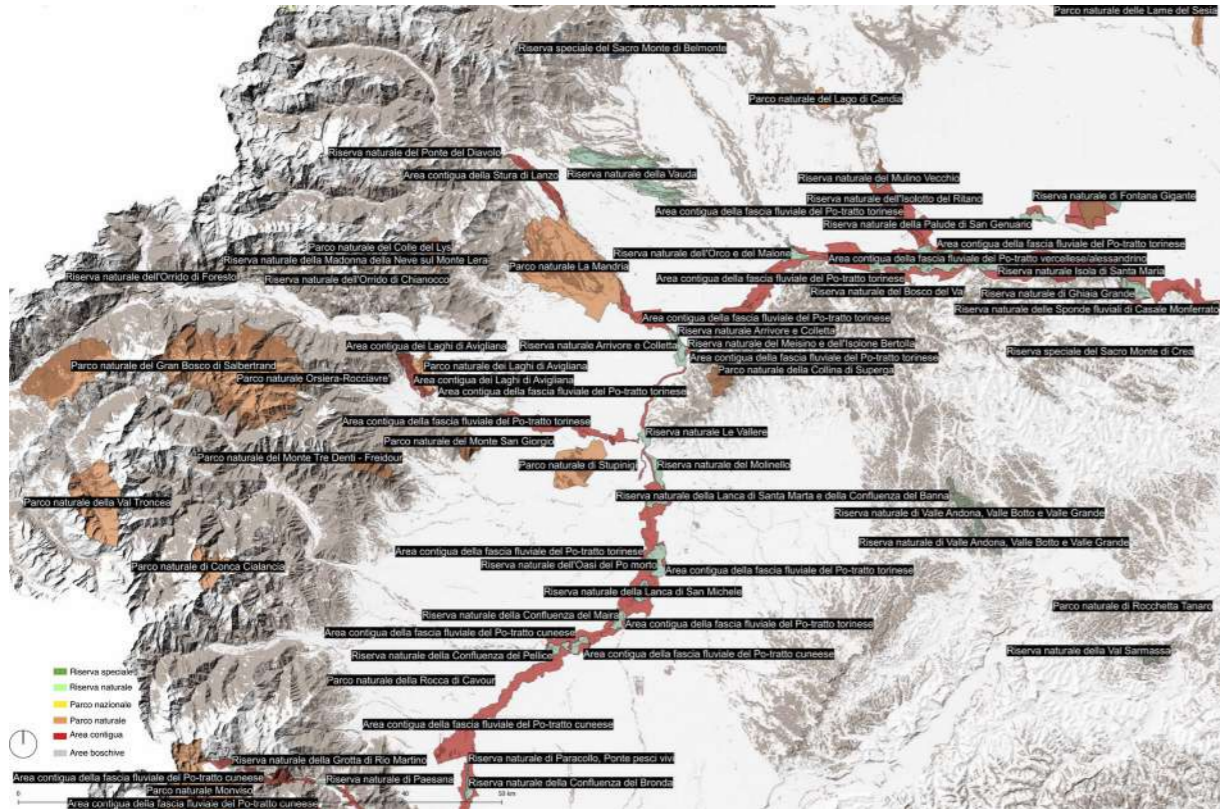 Parco naturale delle Lame del Sesia
Riserva speciale del Sacro Monte di Belmonte
Parco naturale del Lago di Candia
Riserva naturale del Ponte del Diavolo
Area contigua della Stura di Lanzo
Riserva naturale della Vauda
Riserva naturale del Mulino Vecchio
Riserva naturale dell'Isolotto del Ritano
Riserva naturale di Fontana Gigante
Area contigua della fascia fluviale del Po-tratto torinese
Riserva naturale della Palude di San Genuario
Parco naturale del Colle del Lys
Riserva naturale della Madonna della Neve sul Monte Lera
Riserva naturale dell'Orrido di Foresto
Riserva naturale dell'Orrido di Chianocco
Parco naturale La Mandria
Riserva naturale dell'Orco e del Malone
Area contigua della fascia fluviale del Po-tratto torinese
Area contigua della fascia fluviale del Po-tratto vercellese/alessandrino
Area contigua della fascia fluviale del Po-tratto torinese
Riserva naturale Isola di Santa Maria
Riserva naturale del Bosco del Va
Riserva naturale di Ghiaia Grande
Riserva naturale delle Sponde fluviali di Casale Monferrato
Area contigua della fascia fluviale del Po-tratto torinese
Riserva naturale Arrivore e Colletta
Area contigua dei Laghi di Avigliana
Riserva naturale Arrivore e Colletta
Riserva naturale del Meisino e dell'Isolone Bertolla
Riserva speciale del Sacro Monte di Crea
Area contigua della fascia fluviale del Po-tratto torinese
Parco naturale del Gran Bosco di Salbertrand
Parco naturale dei Laghi di Avigliana
Parco naturale della Collina di Superga
Parco naturale Orsiera-Rocciavrè
Area contigua dei Laghi di Avigliana
Area contigua della fascia fluviale del Po-tratto torinese
Area contigua della fascia fluviale del Po-tratto torinese
Riserva naturale Le Vallere
Parco naturale del Monte San Giorgio
Parco naturale del Monte Tre Denti - Freidour
Parco naturale di Stupinigi
Riserva naturale del Molinello
Parco naturale della Val Troncea
Riserva naturale della Lanca di Santa Marta e della Confluenza del Banna
Riserva naturale di Valle Andona, Valle Botto e Valle Grande
Riserva naturale di Valle Andona, Valle Botto e Valle Grande
Area contigua della fascia fluviale del Po-tratto torinese
Parco naturale di Conca Cialancia
Riserva naturale dell'Oasi del Po morto
Area contigua della fascia fluviale del Po-tratto torinese
Riserva naturale della Lanca di San Michele
Parco naturale di Rocchetta Tanaro
Riserva naturale della Confluenza del Maira
Area contigua della fascia fluviale del Po-tratto torinese
Area contigua della fascia fluviale del Po-tratto cuneese
Riserva naturale della Confluenza del Pellice
Area contigua della fascia fluviale del Po-tratto cuneese
Riserva naturale della Val Sarmassa
Parco naturale della Rocca di Cavour
Area contigua della fascia fluviale del Po-tratto cuneese
Riserva speciale
Riserva naturale
Parco nazionale
Parco naturale
Area contigua
Aree boschive
Riserva naturale della Grotta di Rio Martino
Riserva naturale di Paracollo, Ponte pesci vivi
Area contigua della fascia fluviale del Po-tratto cuneese
Riserva naturale di Paesana
Riserva naturale della Confluenza del Bronda
Parco naturale Monviso
40
Area contigua della fascia fluviale del Po-tratto cuneese